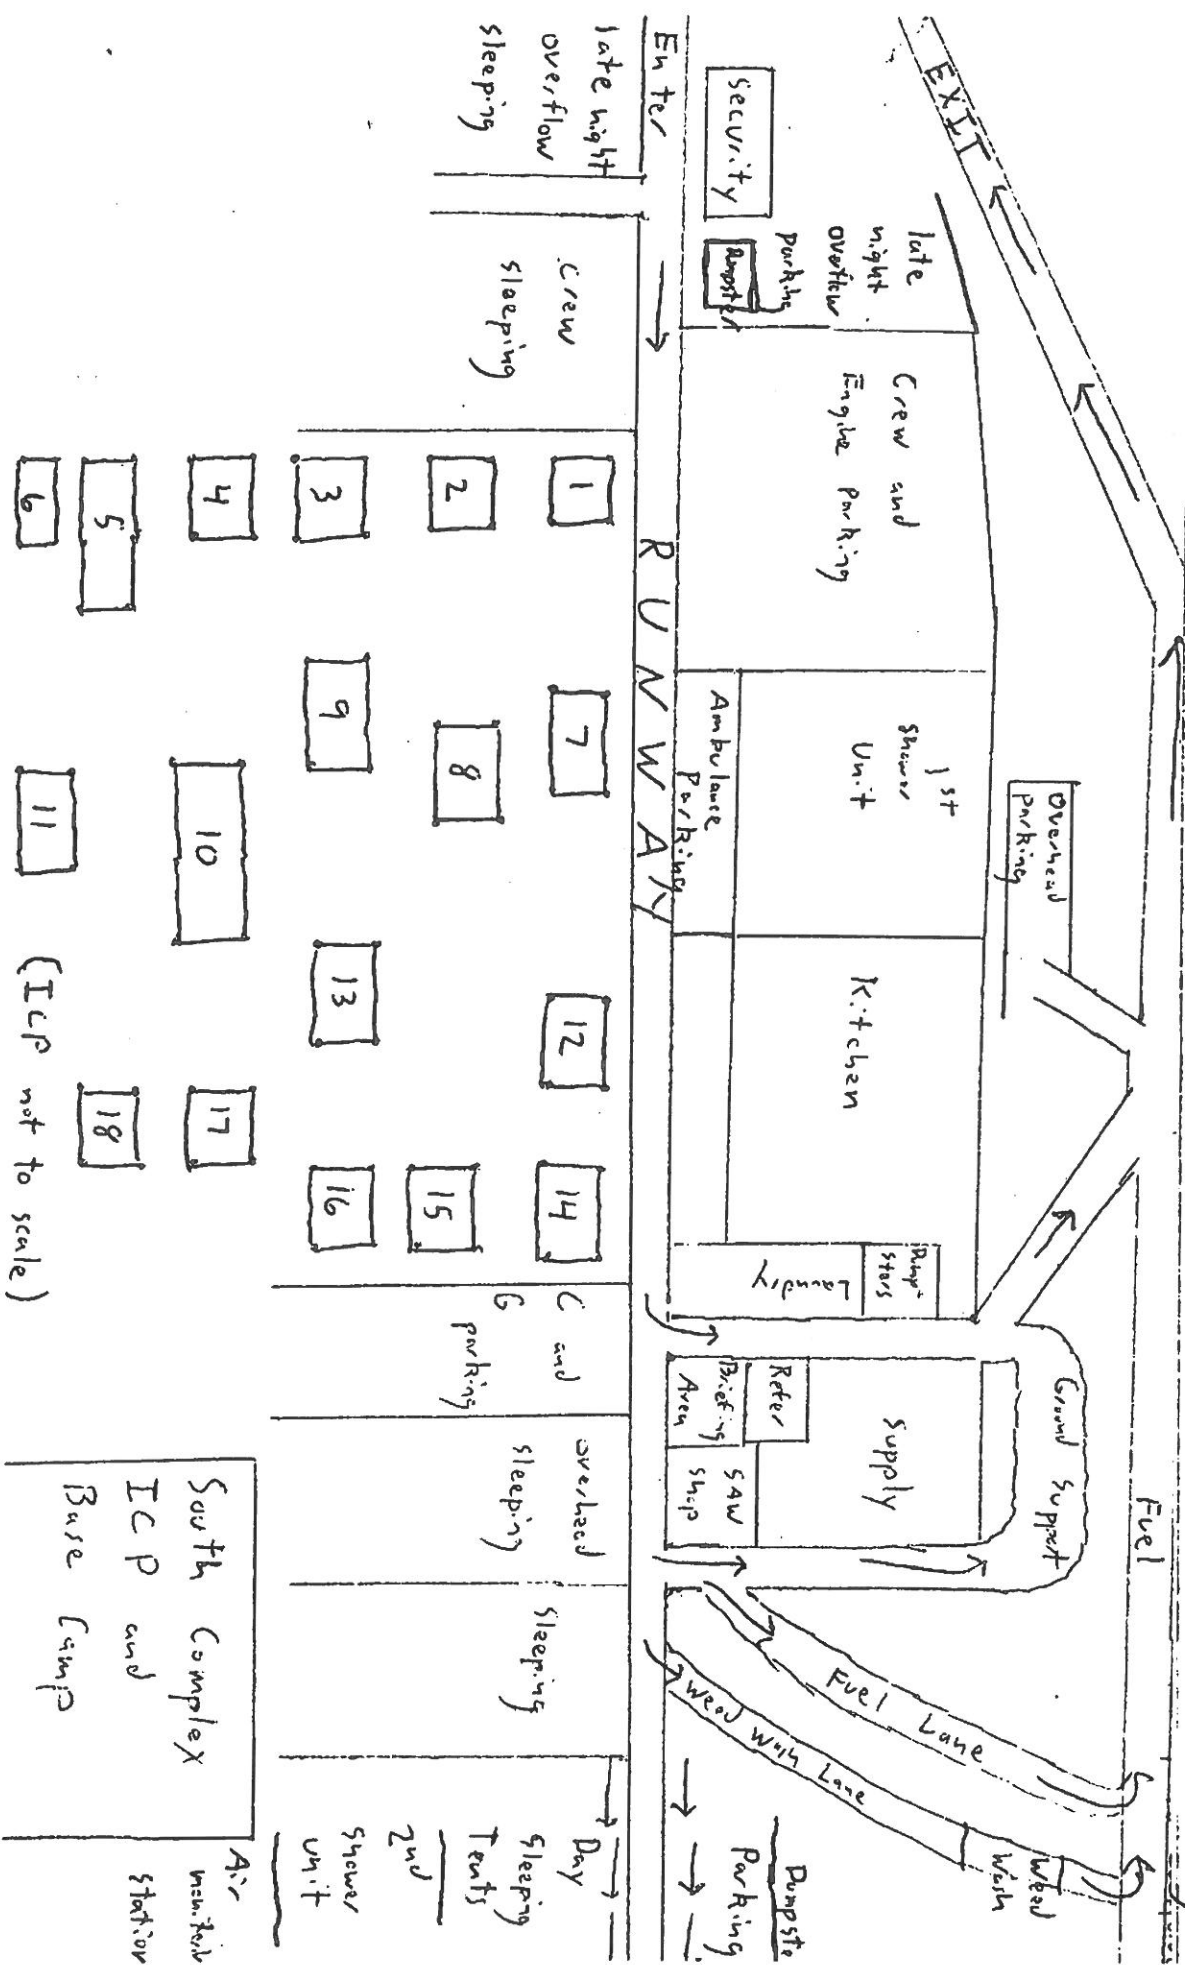 EXIT
Enter
Security
Dumpster
late
night
overflow
parking
late night
overflow
sleeping
Crew
sleeping
Crew and
Engine Parking
RUNWAY
1st
Shower
Unit
Ambulance
Parking
Overhead
parking
Kitchen
Laundry
Dump-
sters
Ground Support
Fuel
Supply
Refer
Briefing
Area
SAW
Shop
Fuel Lane
Weed Wash Lane
Weed
Wash
Dumpste
Parking
1
2
3
4
5
6
7
8
9
10
11
12
13
14
15
16
17
18
(ICP not to scale)
C and
G
parking
overhead
sleeping
Sleeping
Day
Sleeping
Tents
2nd
Shower
unit
South Complex
ICP and
Base Camp
Air
station